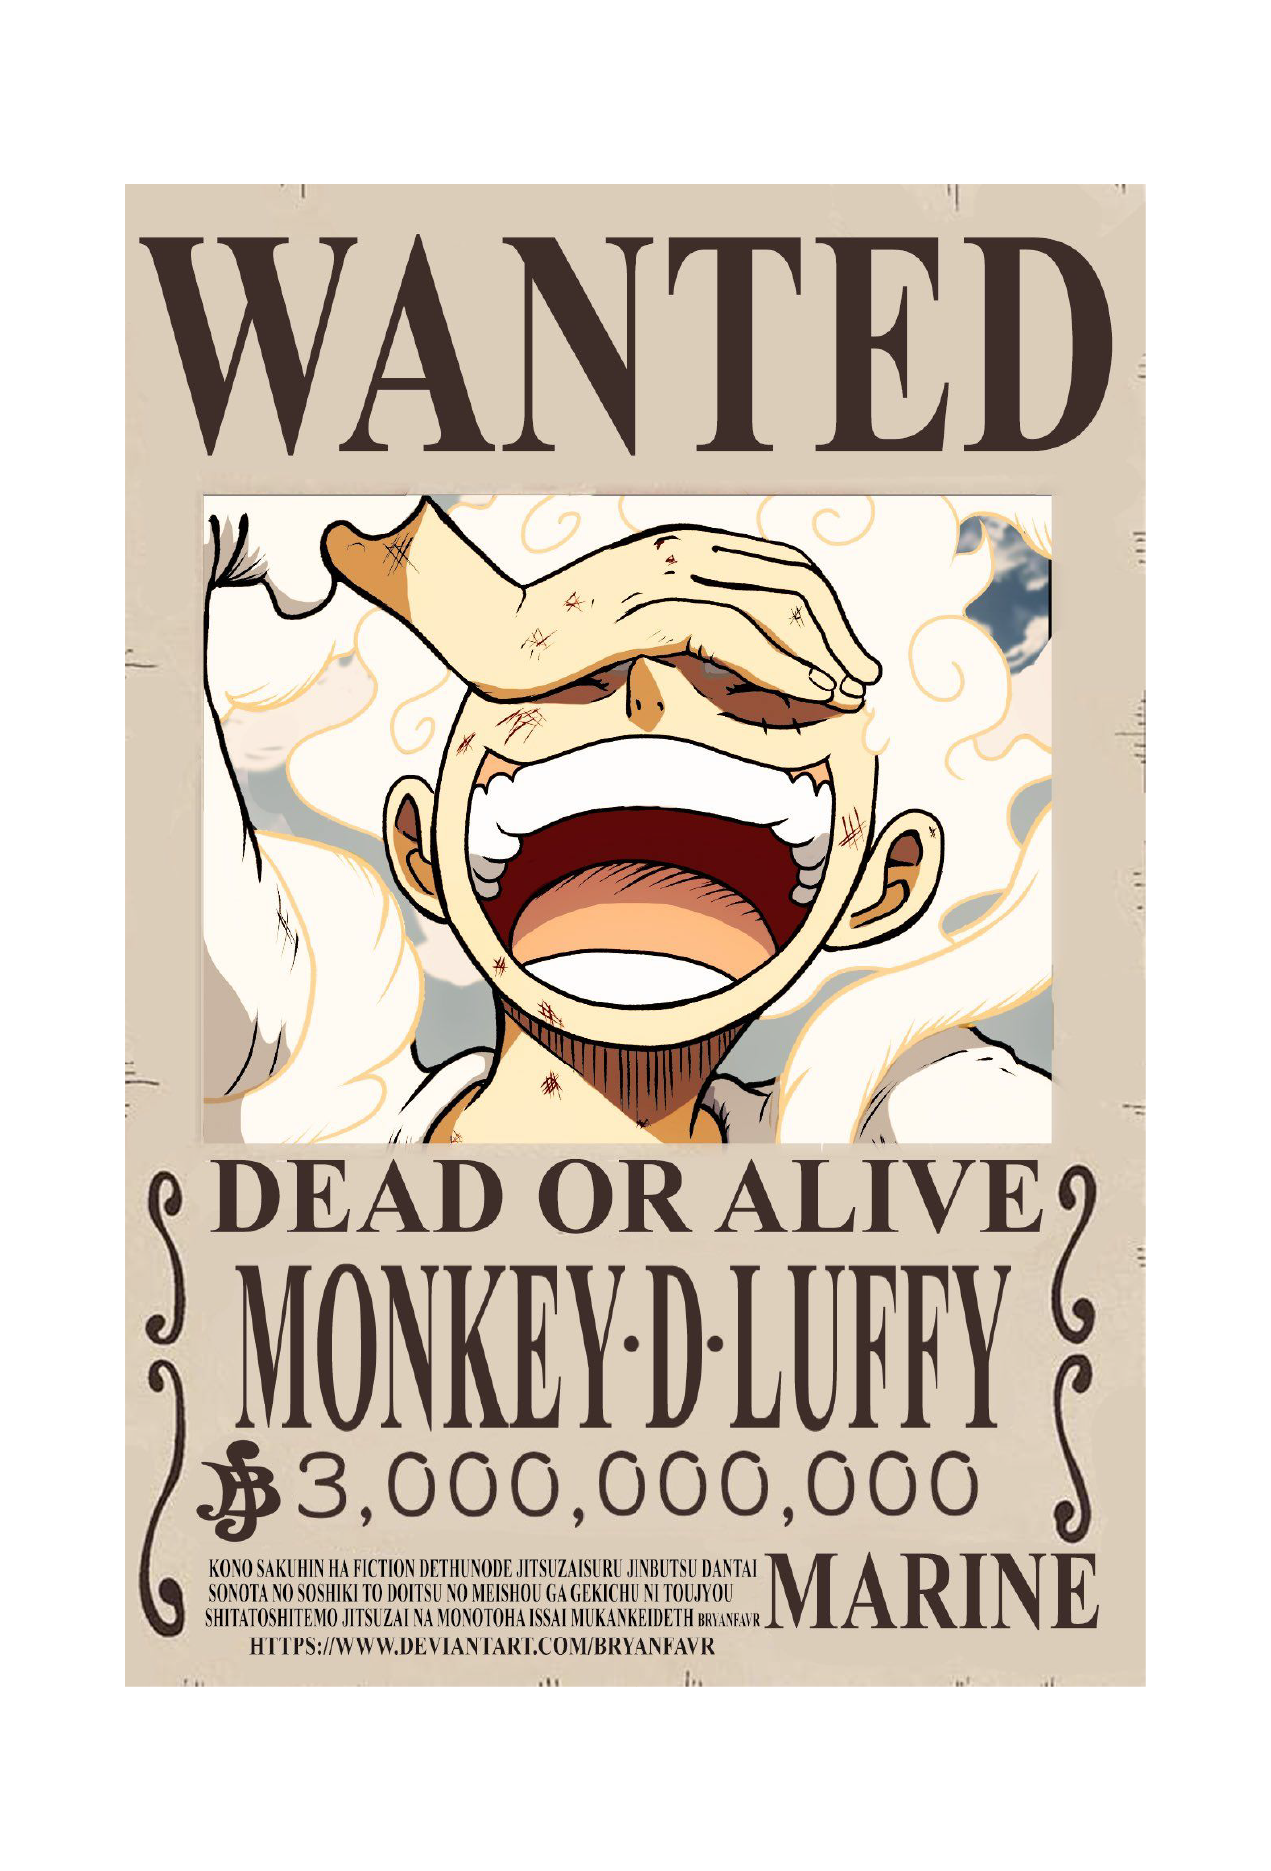 WANTED
DEAD OR ALIVE
MONKEY·D·LUFFY
3,000,000,000
KONO SAKUHIN HA FICTION DETHUNODE JITSUZAISURU JINBUTSU DANTAI
SONOTA NO SOSHIKI TO DOITSU NO MEISHOU GA GEKICHU NI TOUJYOU
SHITATOSHITEMO JITSUZAI NA MONOTOHA ISSAI MUKANKEIDETH BRYANFAVR
HTTPS://WWW.DEVIANTART.COM/BRYANFAVR
MARINE